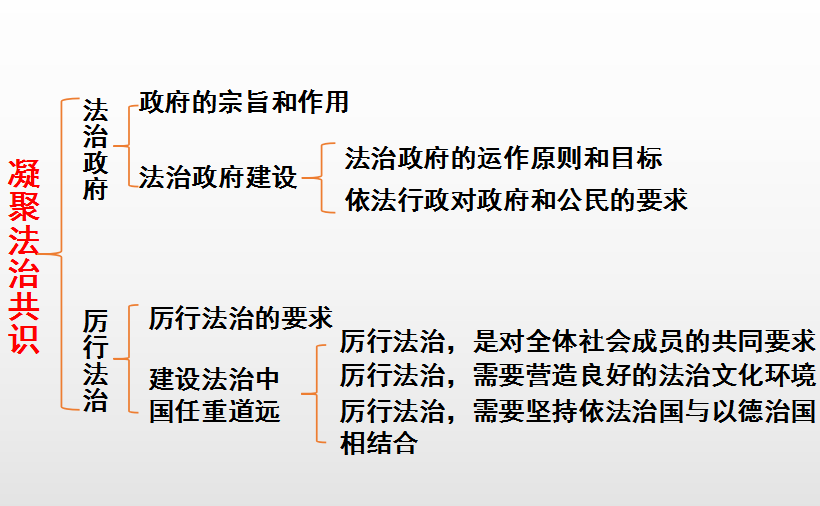 凝聚法治共识
法治政府
政府的宗旨和作用
法治政府建设
法治政府的运作原则和目标
依法行政对政府和公民的要求
厉行法治
厉行法治的要求
建设法治中
国任重道远
厉行法治，是对全体社会成员的共同要求
厉行法治，需要营造良好的法治文化环境
厉行法治，需要坚持依法治国与以德治国
相结合